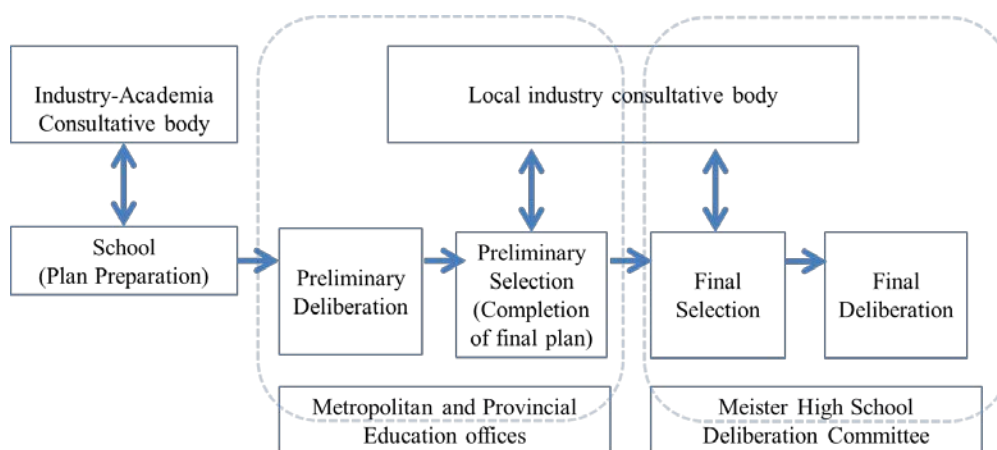 Industry-Academia
Consultative body
Local industry consultative body
School
(Plan Preparation)
Preliminary
Deliberation
Preliminary
Selection
(Completion
of final plan)
Final
Selection
Final
Deliberation
Metropolitan and Provincial
Education offices
Meister High School
Deliberation Committee